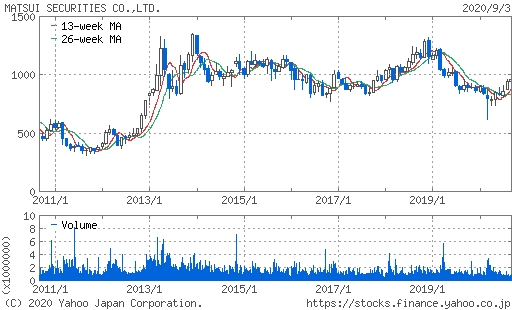 MATSUI SECURITIES CO.,LTD. 2020/9/3
1500
13-week MA
26-week MA
1000
500
0
2011/1 2013/1 2015/1 2017/1 2019/1
10
Volume
8
6
4
2
0
(x1000000)
2011/1 2013/1 2015/1 2017/1 2019/1
(C) 2020 Yahoo Japan Corporation. https://stocks.finance.yahoo.co.jp